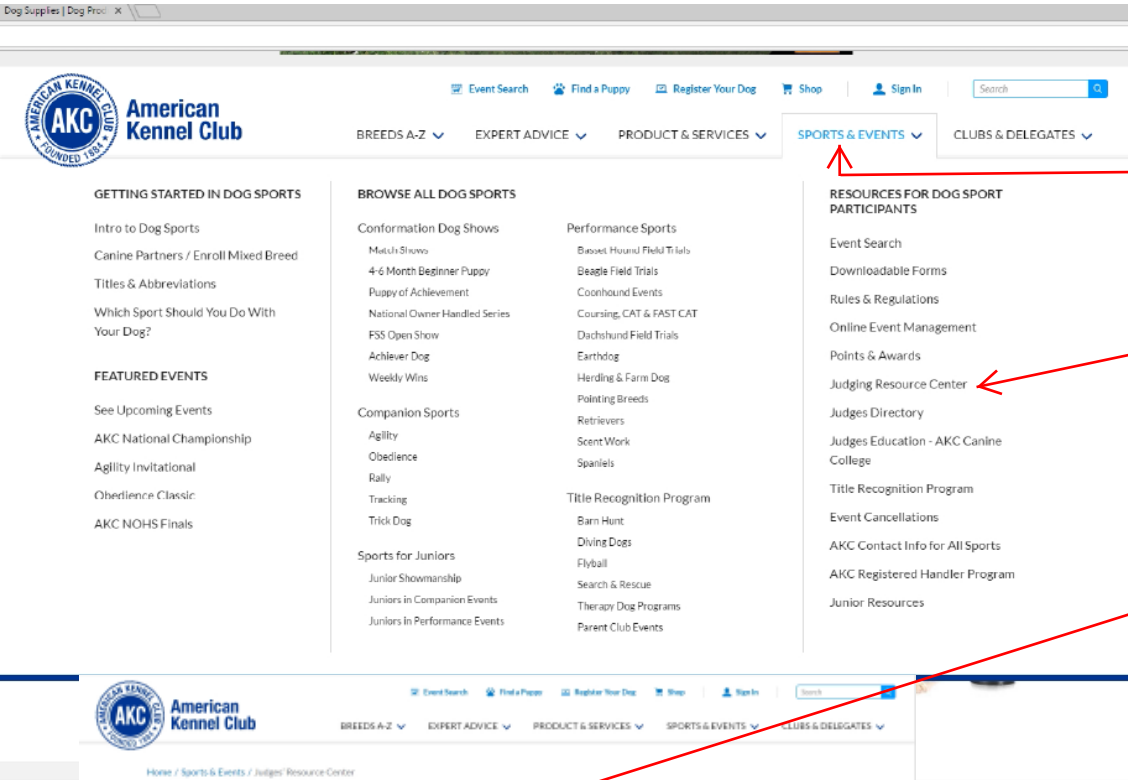 Dog Supplies | Dog Prod X
AMERICAN KENNEL CLUB
FOUNDED 1884
AKC
American
Kennel Club
Event Search Find a Puppy Register Your Dog Shop Sign In Search
BREEDS A-Z EXPERT ADVICE PRODUCT & SERVICES SPORTS & EVENTS CLUBS & DELEGATES
GETTING STARTED IN DOG SPORTS
Intro to Dog Sports
Canine Partners / Enroll Mixed Breed
Titles & Abbreviations
Which Sport Should You Do With
Your Dog?
FEATURED EVENTS
See Upcoming Events
AKC National Championship
Agility Invitational
Obedience Classic
AKC NOHS Finals
BROWSE ALL DOG SPORTS
Conformation Dog Shows
Match Shows
4-6 Month Beginner Puppy
Puppy of Achievement
National Owner Handled Series
FSS Open Show
Achiever Dog
Weekly Wins
Companion Sports
Agility
Obedience
Rally
Tracking
Trick Dog
Sports for Juniors
Junior Showmanship
Juniors in Companion Events
Juniors in Performance Events
Performance Sports
Basset Hound Field Trials
Beagle Field Trials
Coonhound Events
Coursing, CAT & FAST CAT
Dachshund Field Trials
Earthdog
Herding & Farm Dog
Pointing Breeds
Retrievers
Scent Work
Spaniels
Title Recognition Program
Barn Hunt
Diving Dogs
Flyball
Search & Rescue
Therapy Dog Programs
Parent Club Events
RESOURCES FOR DOG SPORT
PARTICIPANTS
Event Search
Downloadable Forms
Rules & Regulations
Online Event Management
Points & Awards
Judging Resource Center
Judges Directory
Judges Education - AKC Canine
College
Title Recognition Program
Event Cancellations
AKC Contact Info for All Sports
AKC Registered Handler Program
Junior Resources
AMERICAN KENNEL CLUB
AKC
American
Kennel Club
Event Search Find a Puppy Register Your Dog Shop Sign In Search
BREEDS A-Z EXPERT ADVICE PRODUCT & SERVICES SPORTS & EVENTS CLUBS & DELEGATES
Home / Sports & Events / Judges' Resource Center